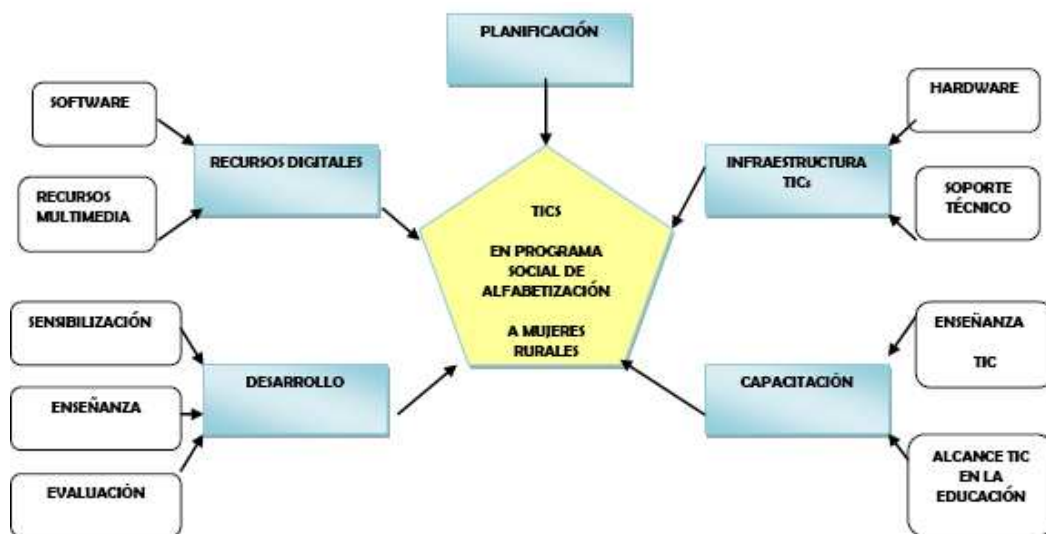 PLANIFICACIÓN
SOFTWARE
HARDWARE
RECURSOS DIGITALES
INFRAESTRUCTURA
TICs
RECURSOS
MULTIMEDIA
SOPORTE
TÉCNICO
TICS
EN PROGRAMA
SOCIAL DE
ALFABETIZACIÓN
A MUJERES
RURALES
SENSIBILIZACIÓN
ENSEÑANZA
EVALUACIÓN
DESARROLLO
CAPACITACIÓN
ENSEÑANZA
TIC
ALCANCE TIC
EN LA
EDUCACIÓN